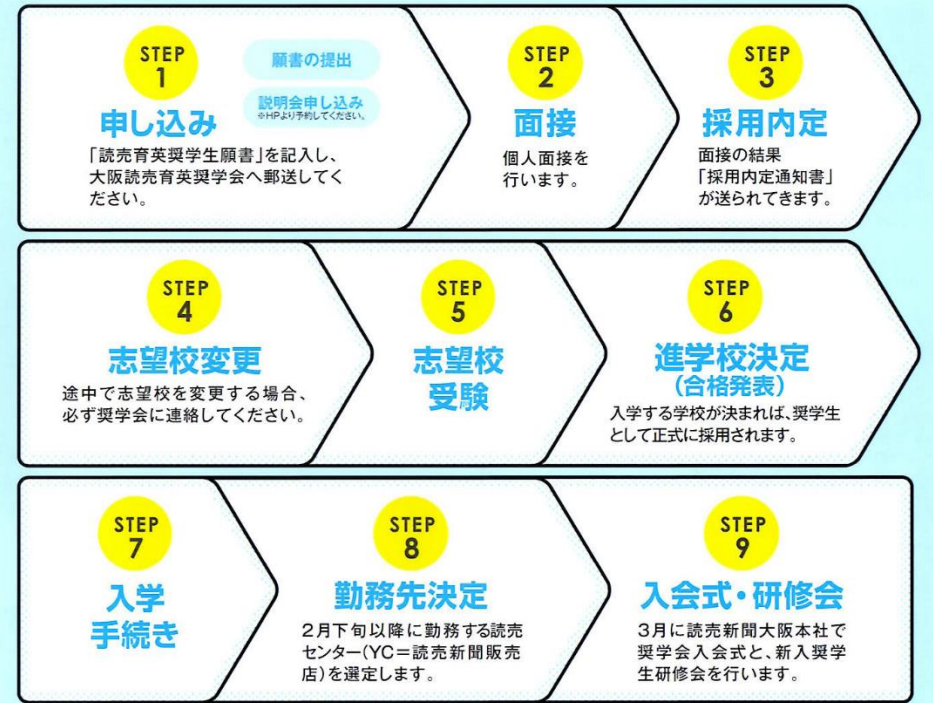 STEP
1
願書の提出
説明会申し込み
※HPより予約してください。
申し込み
「読売育英奨学生願書」を記入し、
大阪読売育英奨学会へ郵送してく
ださい。
STEP
2
面接
個人面接を
行います。
STEP
3
採用内定
面接の結果
「採用内定通知書」
が送られてきます。
STEP
4
志望校変更
途中で志望校を変更する場合、
必ず奨学会に連絡してください。
STEP
5
志望校
受験
STEP
6
進学校決定
(合格発表)
入学する学校が決まれば、奨学生
として正式に採用されます。
STEP
7
入学
手続き
STEP
8
勤務先決定
2月下旬以降に勤務する読売
センター(YC=読売新聞販売
店)を選定します。
STEP
9
入会式・研修会
3月に読売新聞大阪本社で
奨学会入会式と、新入奨学
生研修会を行います。